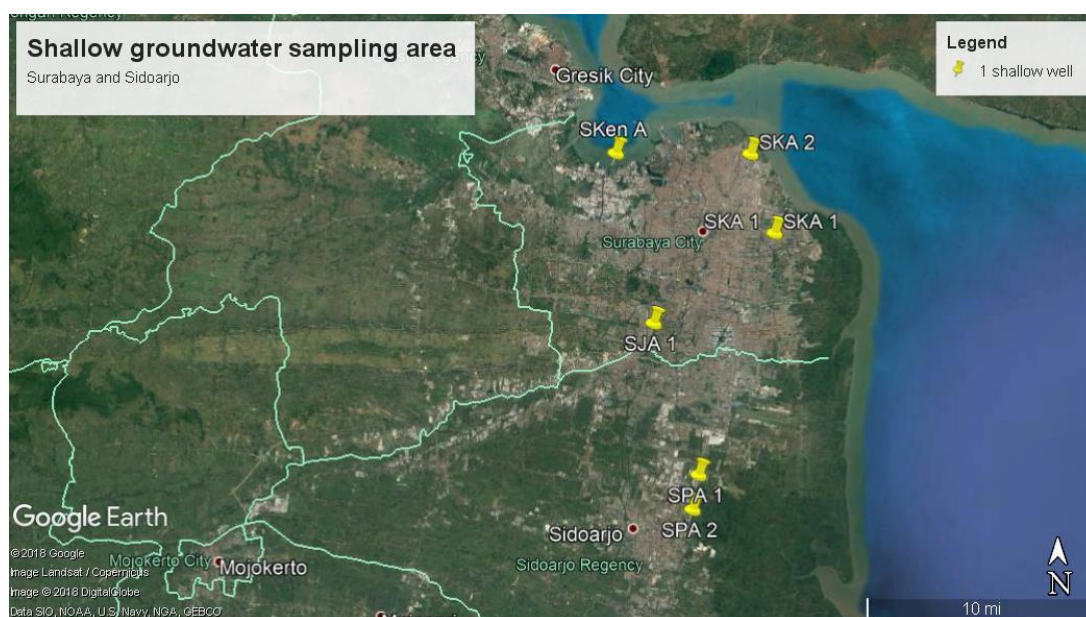 Shallow groundwater sampling area
Surabaya and Sidoarjo
Legend
1 shallow well
Gresik City
SKen A
SKA 2
SKA 1
SKA 1
Surabaya City
SJA 1
SPA 1
SPA 2
Sidoarjo
Sidoarjo Regency
Mojokerto City
Mojokerto
Google Earth
© 2018 Google
Image Landsat / Copernicus
Image © 2018 DigitalGlobe
Data SIO, NOAA, U.S. Navy, NGA, GEBCO
N
10 mi